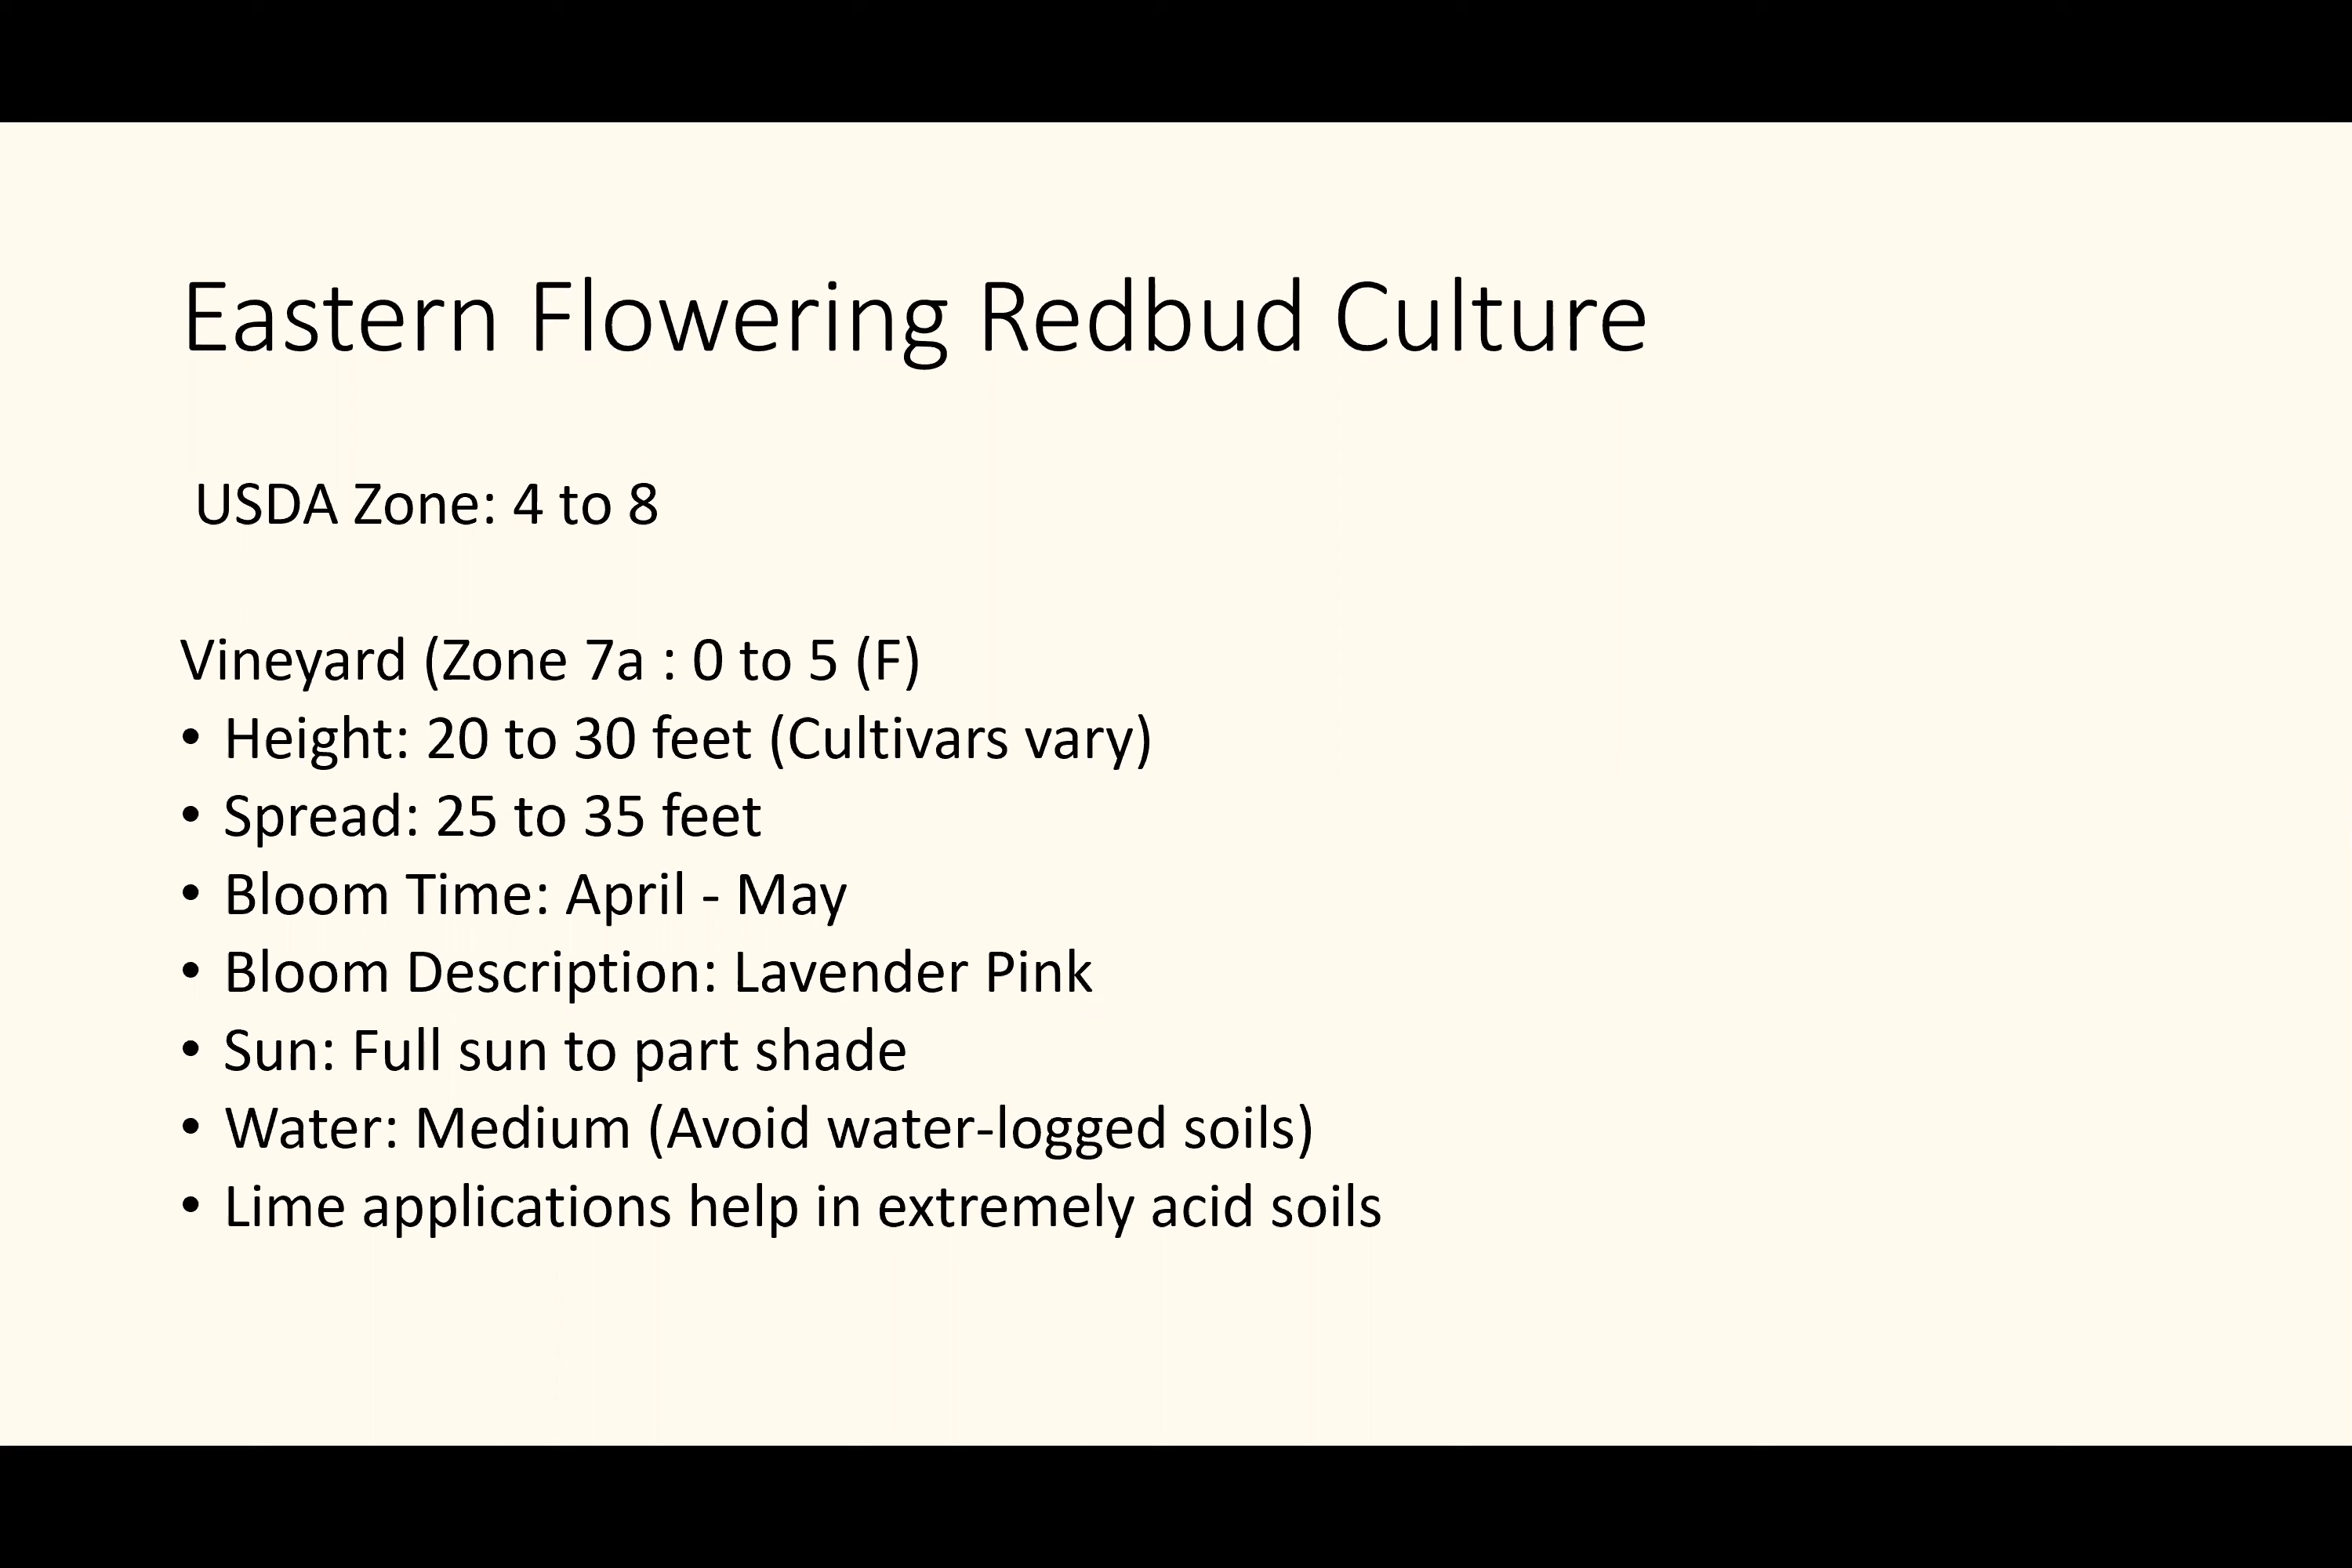 Eastern Flowering Redbud Culture
USDA Zone: 4 to 8
Vineyard (Zone 7a : 0 to 5 (F)
• Height: 20 to 30 feet (Cultivars vary)
• Spread: 25 to 35 feet
• Bloom Time: April - May
• Bloom Description: Lavender Pink
• Sun: Full sun to part shade
• Water: Medium (Avoid water-logged soils)
• Lime applications help in extremely acid soils